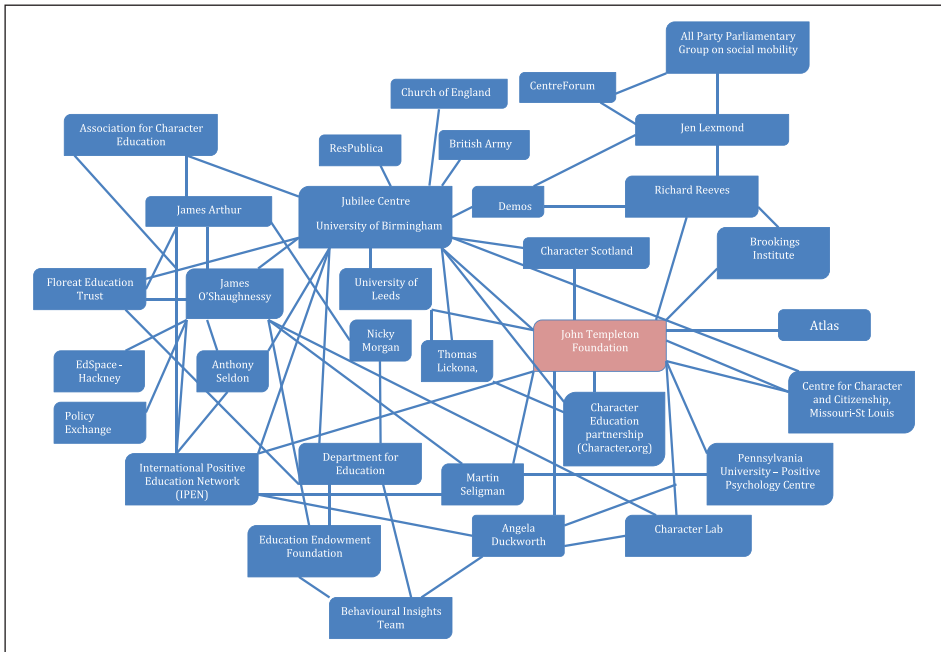 All Party Parliamentary
Group on social mobility
CentreForum
Church of England
Association for Character
Education
Jen Lexmond
ResPublica
British Army
Jubilee Centre
University of Birmingham
Richard Reeves
James Arthur
Demos
Brookings
Institute
Character Scotland
Floreat Education
Trust
James
O'Shaughnessy
University of
Leeds
Atlas
Nicky
Morgan
John Templeton
Foundation
EdSpace - 
Hackney
Anthony
Seldon
Thomas
Lickona,
Centre for Character
and Citizenship,
Missouri-St Louis
Policy
Exchange
Character
Education
partnership
(Character.org)
International Positive
Education Network
(IPEN)
Department for
Education
Martin
Seligman
Pennsylvania
University – Positive
Psychology Centre
Education Endowment
Foundation
Angela
Duckworth
Character Lab
Behavioural Insights
Team